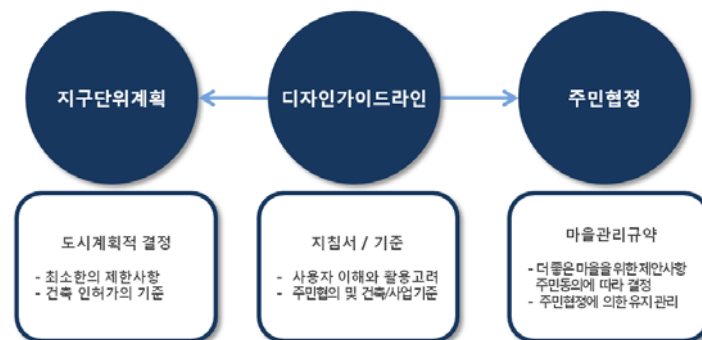 지구단위계획
디자인가이드라인
주민협정
도시계획적 결정
- 최소한의 제한사항
- 건축 인허가의 기준
지침서 / 기준
- 사용자 이해와 활용고려
- 주민협의 및 건축/사업기준
마을관리규약
- 더 좋은 마을을 위한 제안사항
주민동의에 따라 결정
- 주민협정에 의한 유지 관리